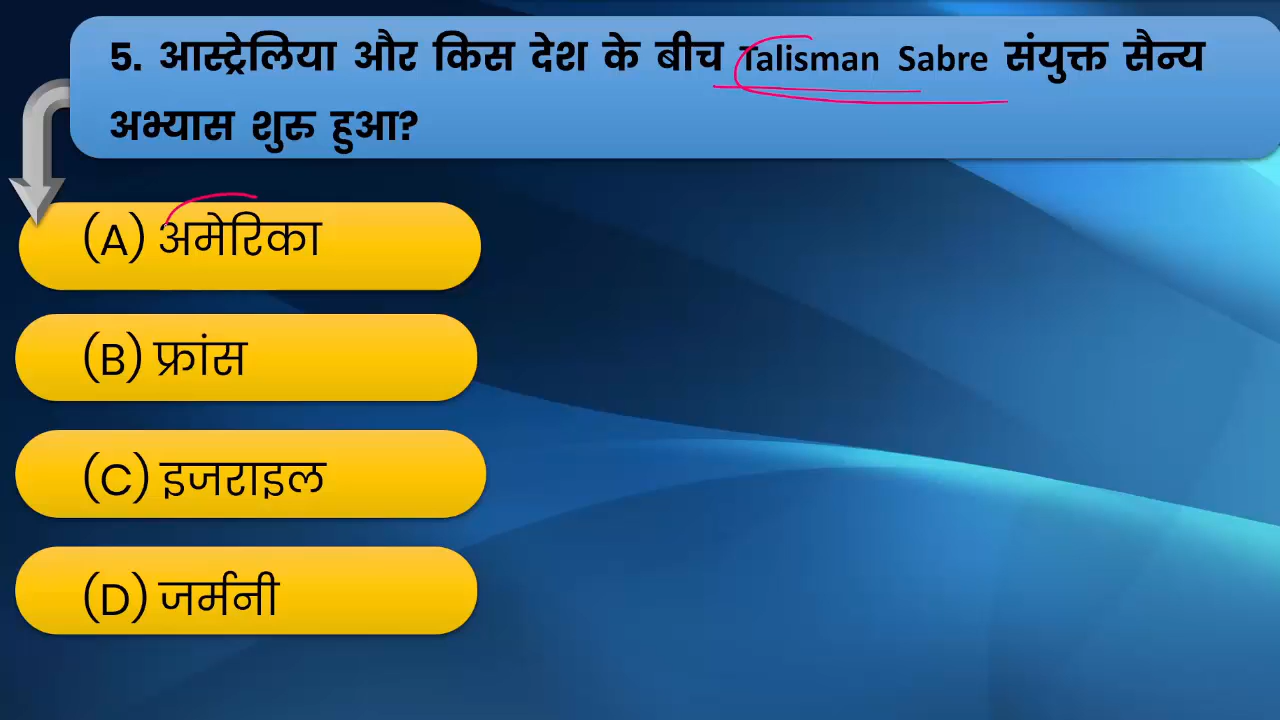 5. आस्ट्रेलिया और किस देश के बीच Talisman Sabre संयुक्त सैन्य
अभ्यास शुरु हुआ?
(A) अमेरिका
(B) फ्रांस
(C) इजराइल
(D) जर्मनी